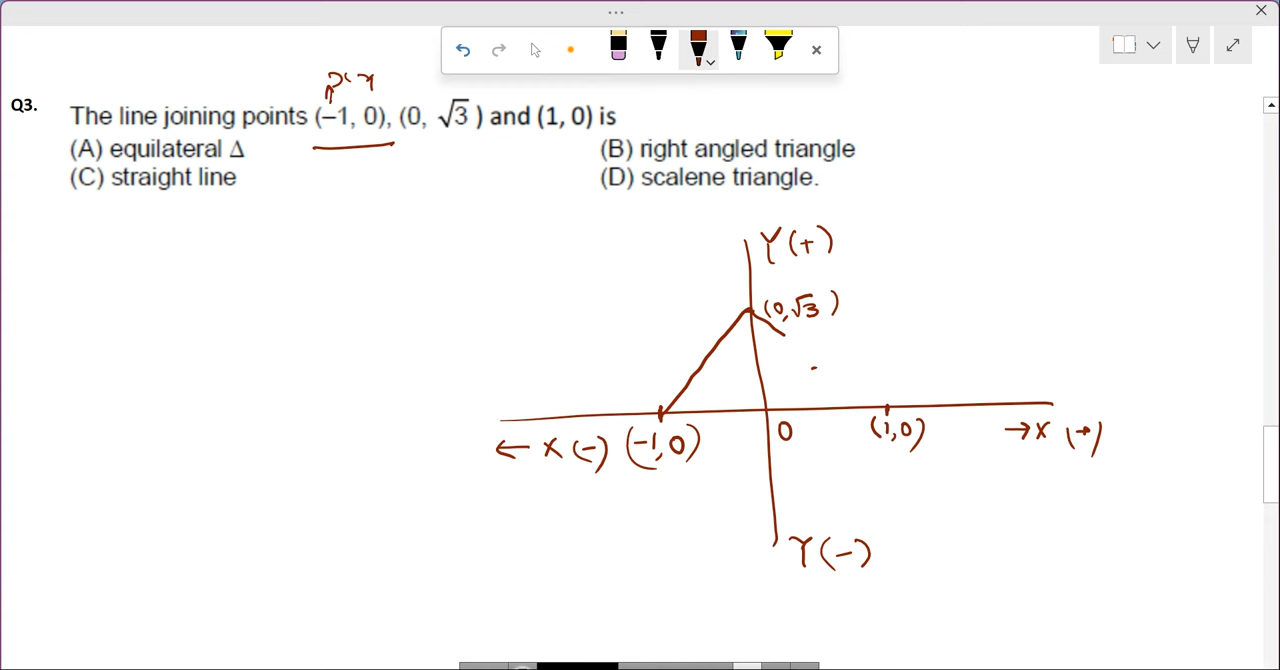 Q3. The line joining points (–1, 0), (0, √3 ) and (1, 0) is
(A) equilateral Δ (B) right angled triangle
(C) straight line (D) scalene triangle.
Y (+)
(0, √3 )
← X (−) (−1, 0) 0 (1, 0) → X (+)
Y (−)